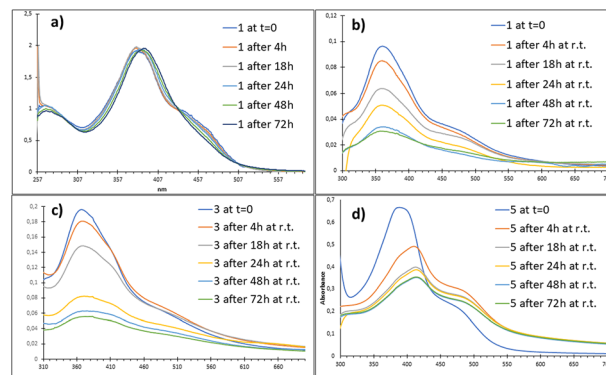 a)
1 at t=0
1 after 4h
1 after 18h
1 after 24h
1 after 48h
1 after 72h
2
1,5
1
0,5
0
257 307 357 407 457 507 557
nm
b)
1 at t=0
1 after 4h at r.t.
1 after 18h at r.t.
1 after 24h at r.t.
1 after 48h at r.t.
1 after 72h at r.t.
0,12
0,1
0,08
0,06
0,04
0,02
0
300 350 400 450 500 550 600 650
c)
3 at t=0
3 after 4h at r.t.
3 after 18h at r.t.
3 after 24h at r.t.
3 after 48h at r.t.
3 after 72h at r.t.
0,2
0,18
0,16
0,14
0,12
0,1
0,08
0,06
0,04
0,02
0
310 360 410 460 510 560 610 660
d)
5 at t=0
5 after 4h at r.t.
5 after 18h at r.t.
5 after 24h at r.t.
5 after 48h at r.t.
5 after 72h at r.t.
Absorbance
0,7
0,6
0,5
0,4
0,3
0,2
0,1
0
300 350 400 450 500 550 600 650